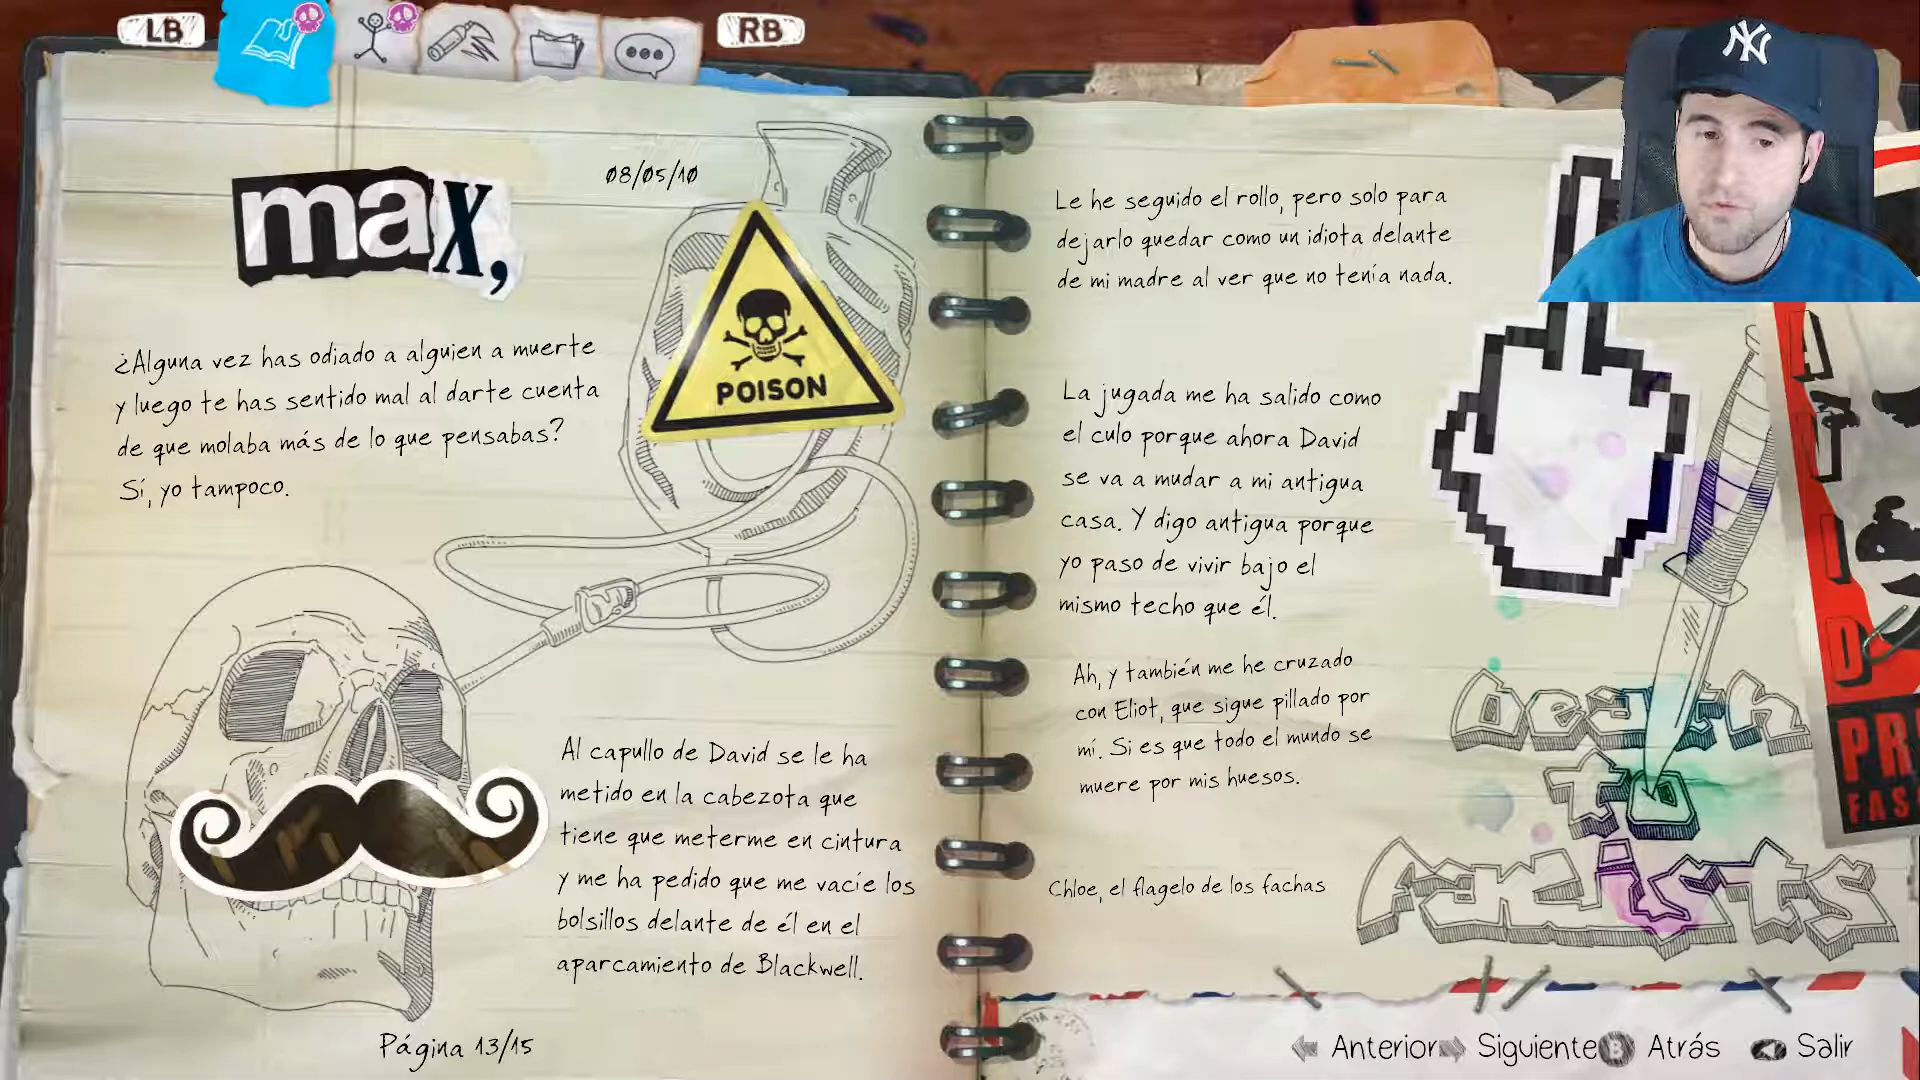 LB
RB
max,
08/05/10
¿Alguna vez has odiado a alguien a muerte
y luego te has sentido mal al darte cuenta
de que molaba más de lo que pensabas?
Sí, yo tampoco.
POISON
Al capullo de David se le ha
metido en la cabezota que
tiene que meterme en cintura
y me ha pedido que me vacíe los
bolsillos delante de él en el
aparcamiento de Blackwell.
Página 13/15
Le he seguido el rollo, pero solo para
dejarlo quedar como un idiota delante
de mi madre al ver que no tenía nada.
La jugada me ha salido como
el culo porque ahora David
se va a mudar a mi antigua
casa. Y digo antigua porque
yo paso de vivir bajo el
mismo techo que él.
Ah, y también me he cruzado
con Eliot, que sigue pillado por
mí. Si es que todo el mundo se
muere por mis huesos.
Chloe, el flagelo de los fachas
Death
to
NY
PR
FAS
Anterior Siguiente B Atrás Salir